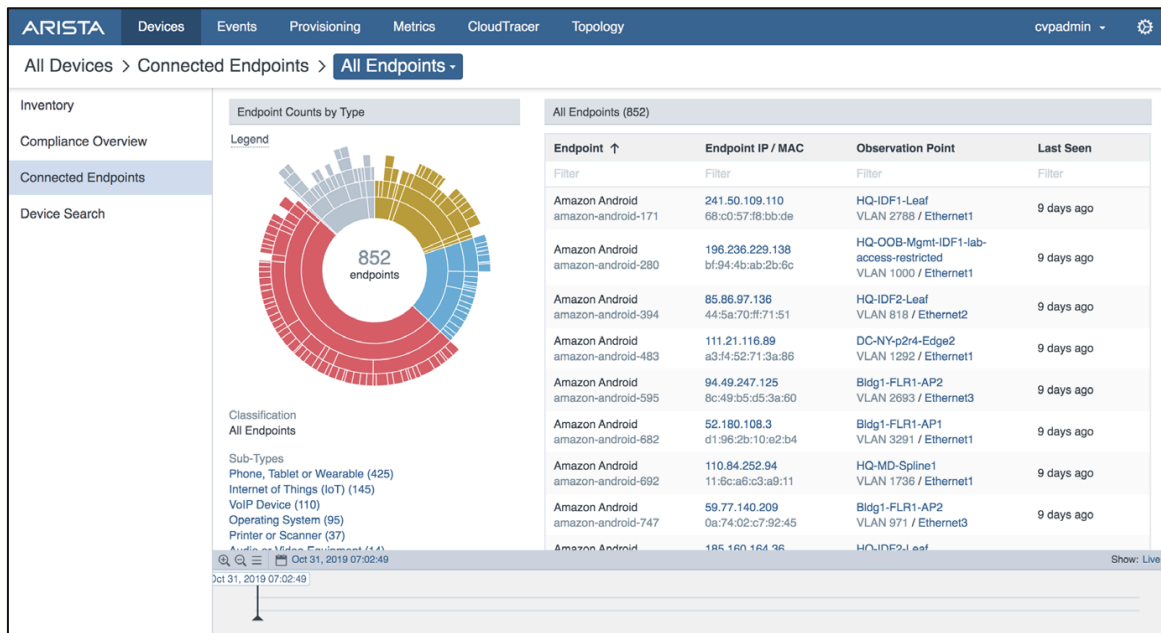 ARISTA Devices Events Provisioning Metrics CloudTracer Topology cvpadmin
All Devices > Connected Endpoints > All Endpoints
Inventory
Compliance Overview
Connected Endpoints
Device Search
Endpoint Counts by Type
Legend
852
endpoints
Classification
All Endpoints
Sub-Types
Phone, Tablet or Wearable (425)
Internet of Things (IoT) (145)
VoIP Device (110)
Operating System (95)
Printer or Scanner (37)
Audio or Video Equipment (14)
All Endpoints (852)
Endpoint ↑ Endpoint IP / MAC Observation Point Last Seen
Filter Filter Filter Filter
Amazon Android 241.50.109.110 HQ-IDF1-Leaf 9 days ago
amazon-android-171 68:c0:57:f8:bb:de VLAN 2788 / Ethernet1
Amazon Android 196.236.229.138 HQ-OOB-Mgmt-IDF1-lab-access-restricted 9 days ago
amazon-android-280 bf:94:4b:ab:2b:6c VLAN 1000 / Ethernet1
Amazon Android 85.86.97.136 HQ-IDF2-Leaf 9 days ago
amazon-android-394 44:5a:70:ff:71:51 VLAN 818 / Ethernet2
Amazon Android 111.21.116.89 DC-NY-p2r4-Edge2 9 days ago
amazon-android-483 a3:f4:52:71:3a:86 VLAN 1292 / Ethernet1
Amazon Android 94.49.247.125 Bldg1-FLR1-AP2 9 days ago
amazon-android-595 8c:49:b5:d5:3a:60 VLAN 2693 / Ethernet3
Amazon Android 52.180.108.3 Bldg1-FLR1-AP1 9 days ago
amazon-android-682 d1:96:2b:10:e2:b4 VLAN 3291 / Ethernet1
Amazon Android 110.84.252.94 HQ-MD-Spline1 9 days ago
amazon-android-692 11:6c:a6:c3:a9:11 VLAN 1736 / Ethernet1
Amazon Android 59.77.140.209 Bldg1-FLR1-AP2 9 days ago
amazon-android-747 0a:74:02:c7:92:45 VLAN 971 / Ethernet3
Amazon Android 185.160.164.36 HQ-IDF2-Leaf
Oct 31, 2019 07:02:49 Show: Live
Oct 31, 2019 07:02:49